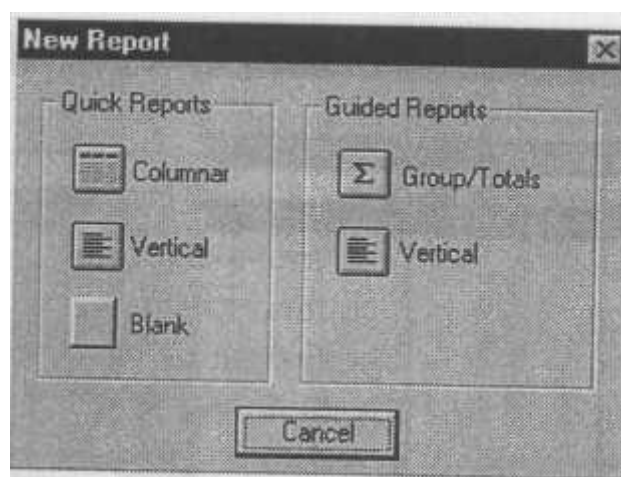 New Report
Quick Reports
Columnar
Vertical
Blank
Guided Reports
Σ Group/Totals
Vertical
Cancel